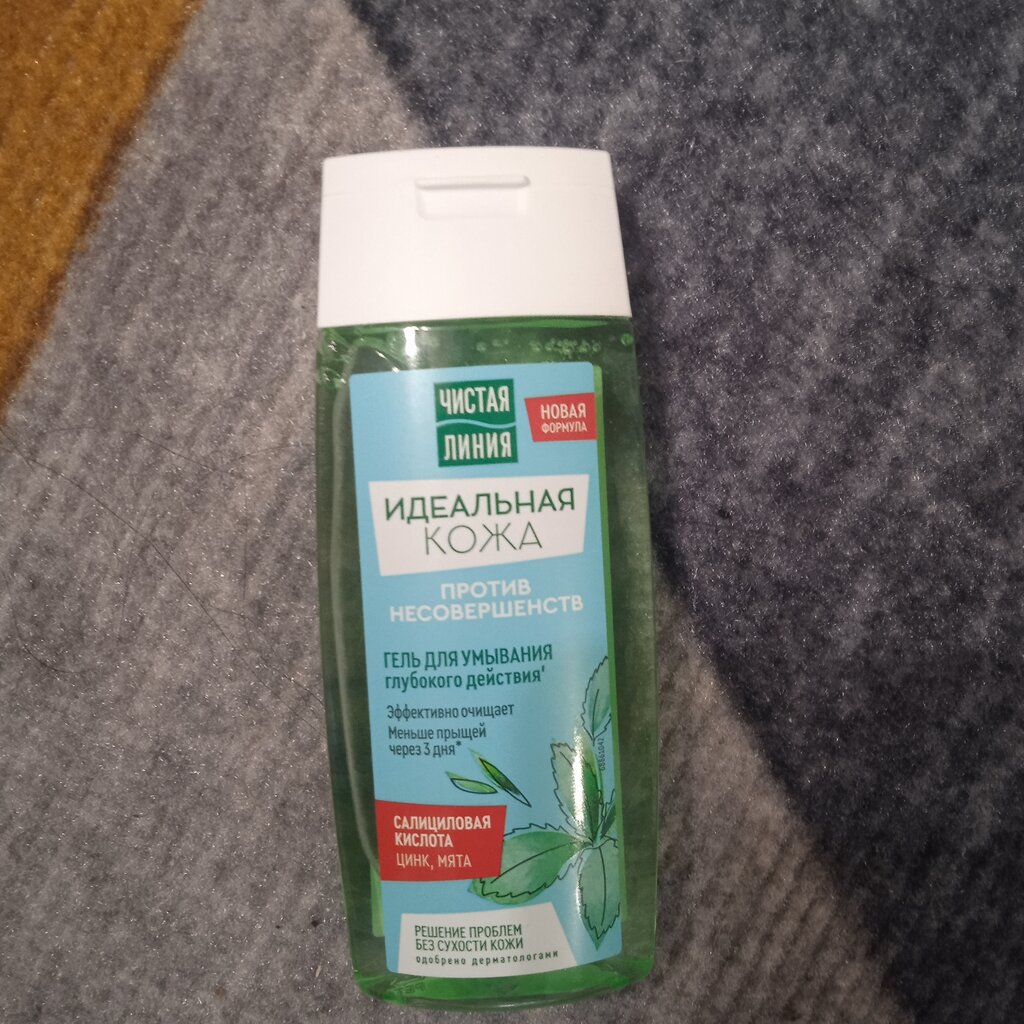 ЧИСТАЯ
ЛИНИЯ
НОВАЯ
ФОРМУЛА
ИДЕАЛЬНАЯ
КОЖА
ПРОТИВ
НЕСОВЕРШЕНСТВ
ГЕЛЬ ДЛЯ УМЫВАНИЯ
глубокого действия¹
Эффективно очищает
Меньше прыщей
через 3 дня*
САЛИЦИЛОВАЯ
КИСЛОТА
ЦИНК, МЯТА
РЕШЕНИЕ ПРОБЛЕМ
БЕЗ СУХОСТИ КОЖИ
одобрено дерматологами